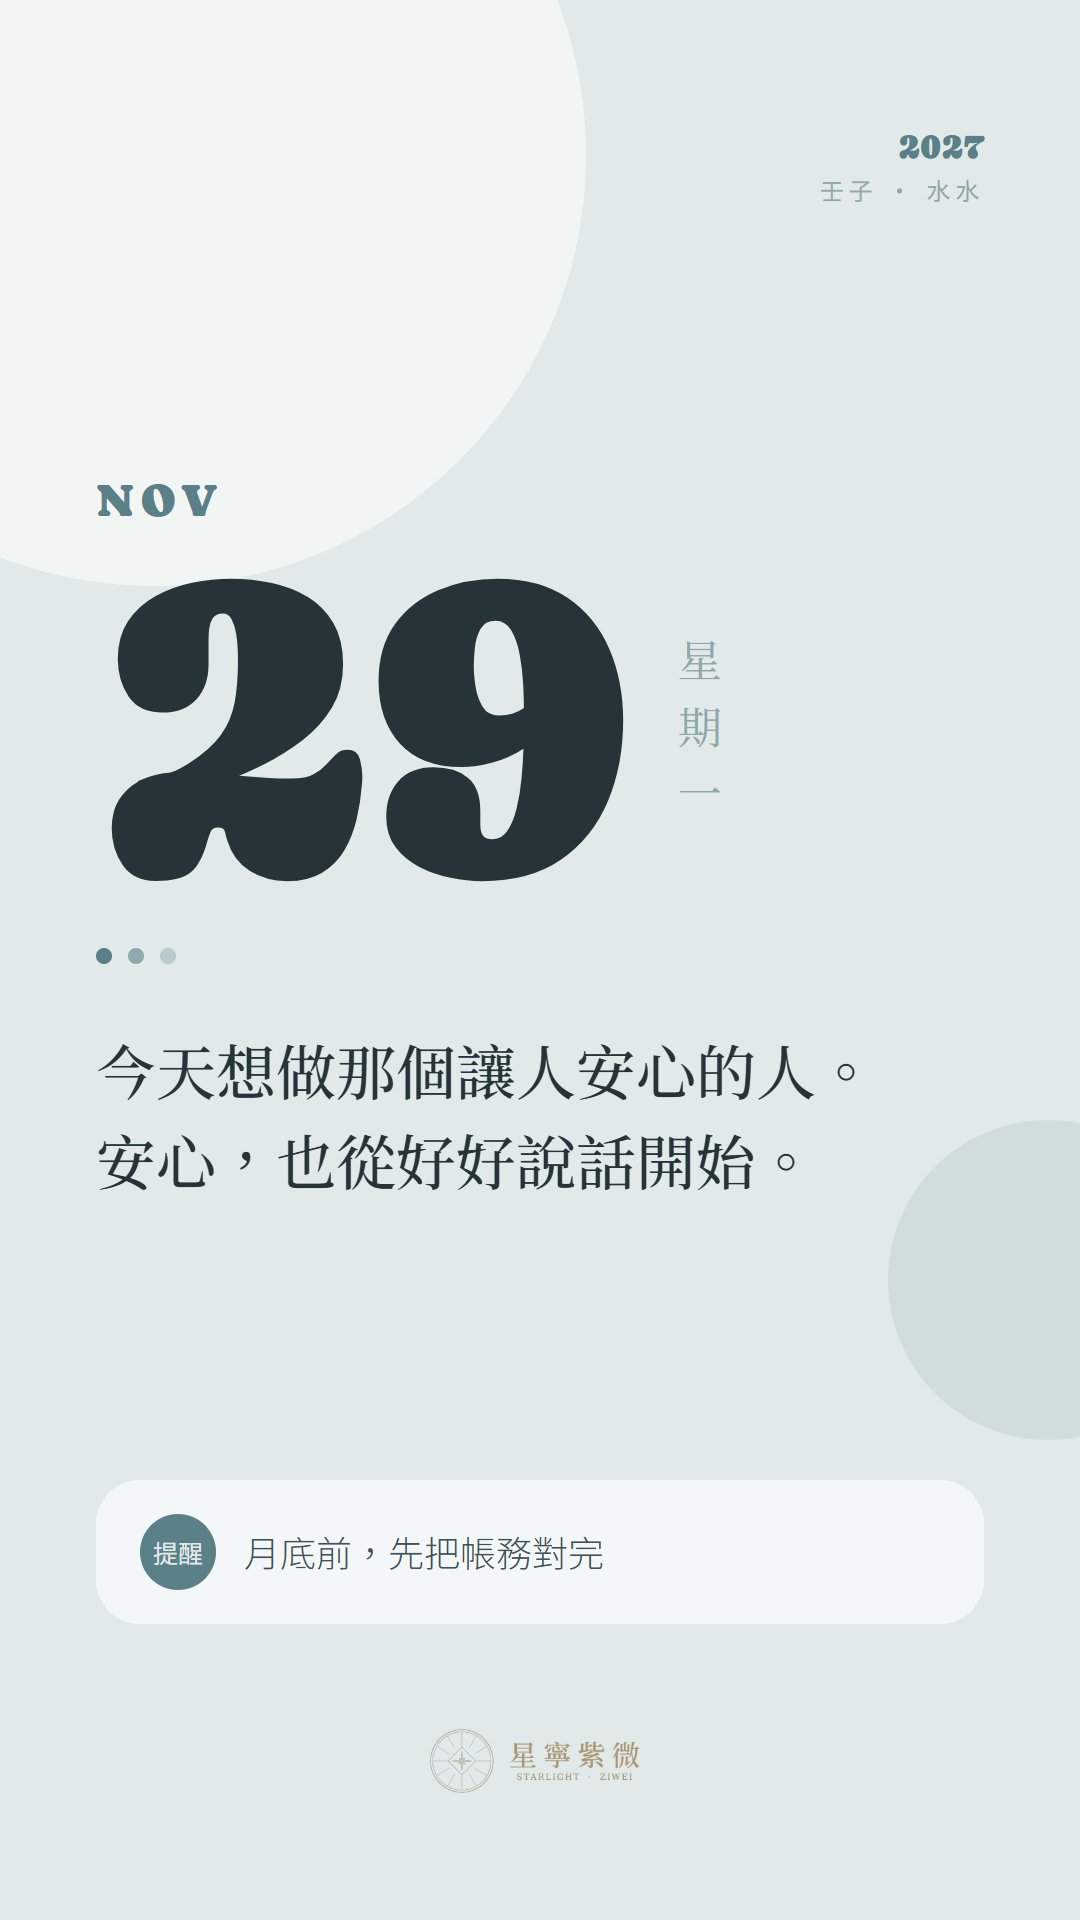 2027
壬子 · 水水
NOV
29
星期一
今天想做那個讓人安心的人。
安心，也從好好說話開始。
提醒
月底前，先把帳務對完
星寧紫微
STARLIGHT · ZIWEI